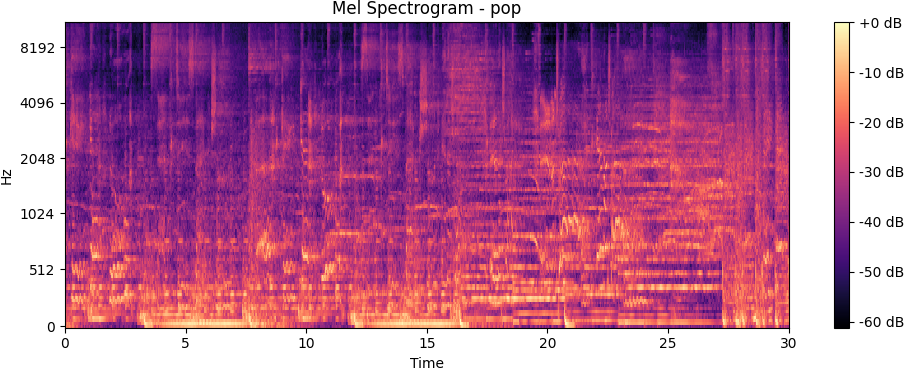 Mel Spectrogram - pop
Hz
8192
4096
2048
1024
512
0
0 5 10 15 20 25 30
Time
+0 dB
-10 dB
-20 dB
-30 dB
-40 dB
-50 dB
-60 dB